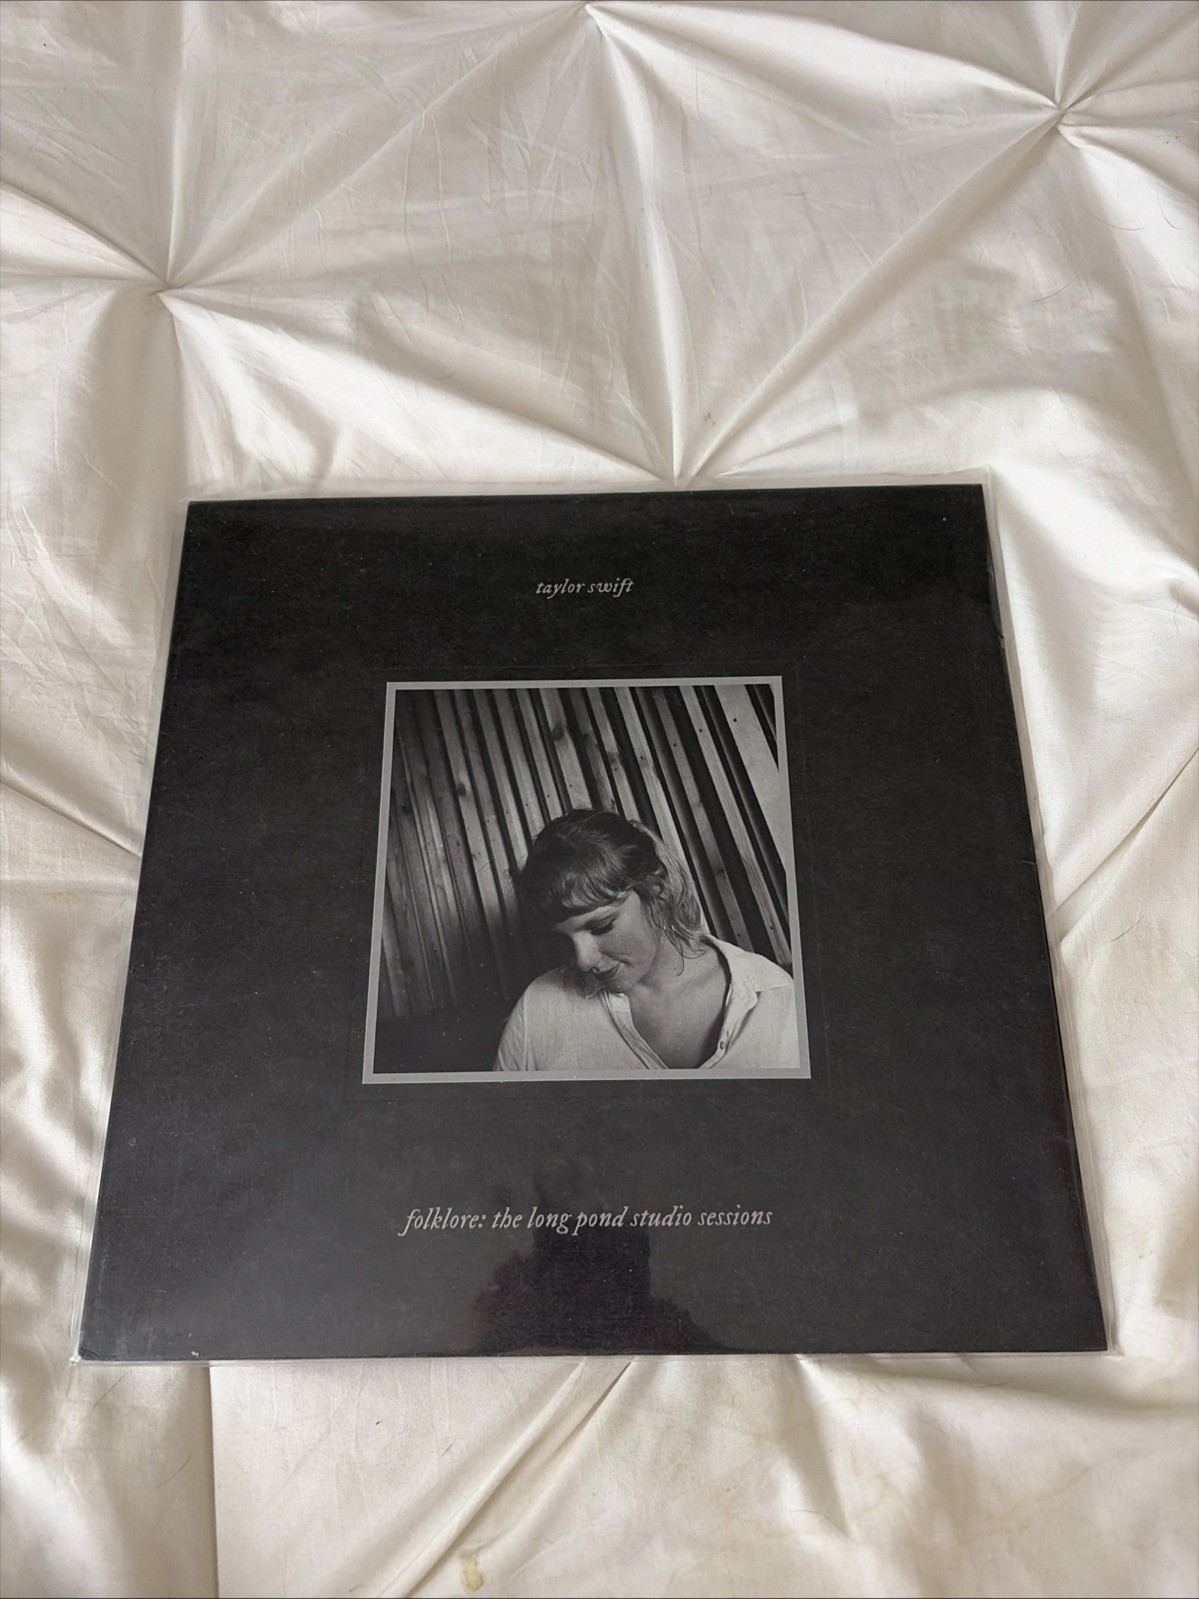 taylor swift
folklore: the long pond studio sessions